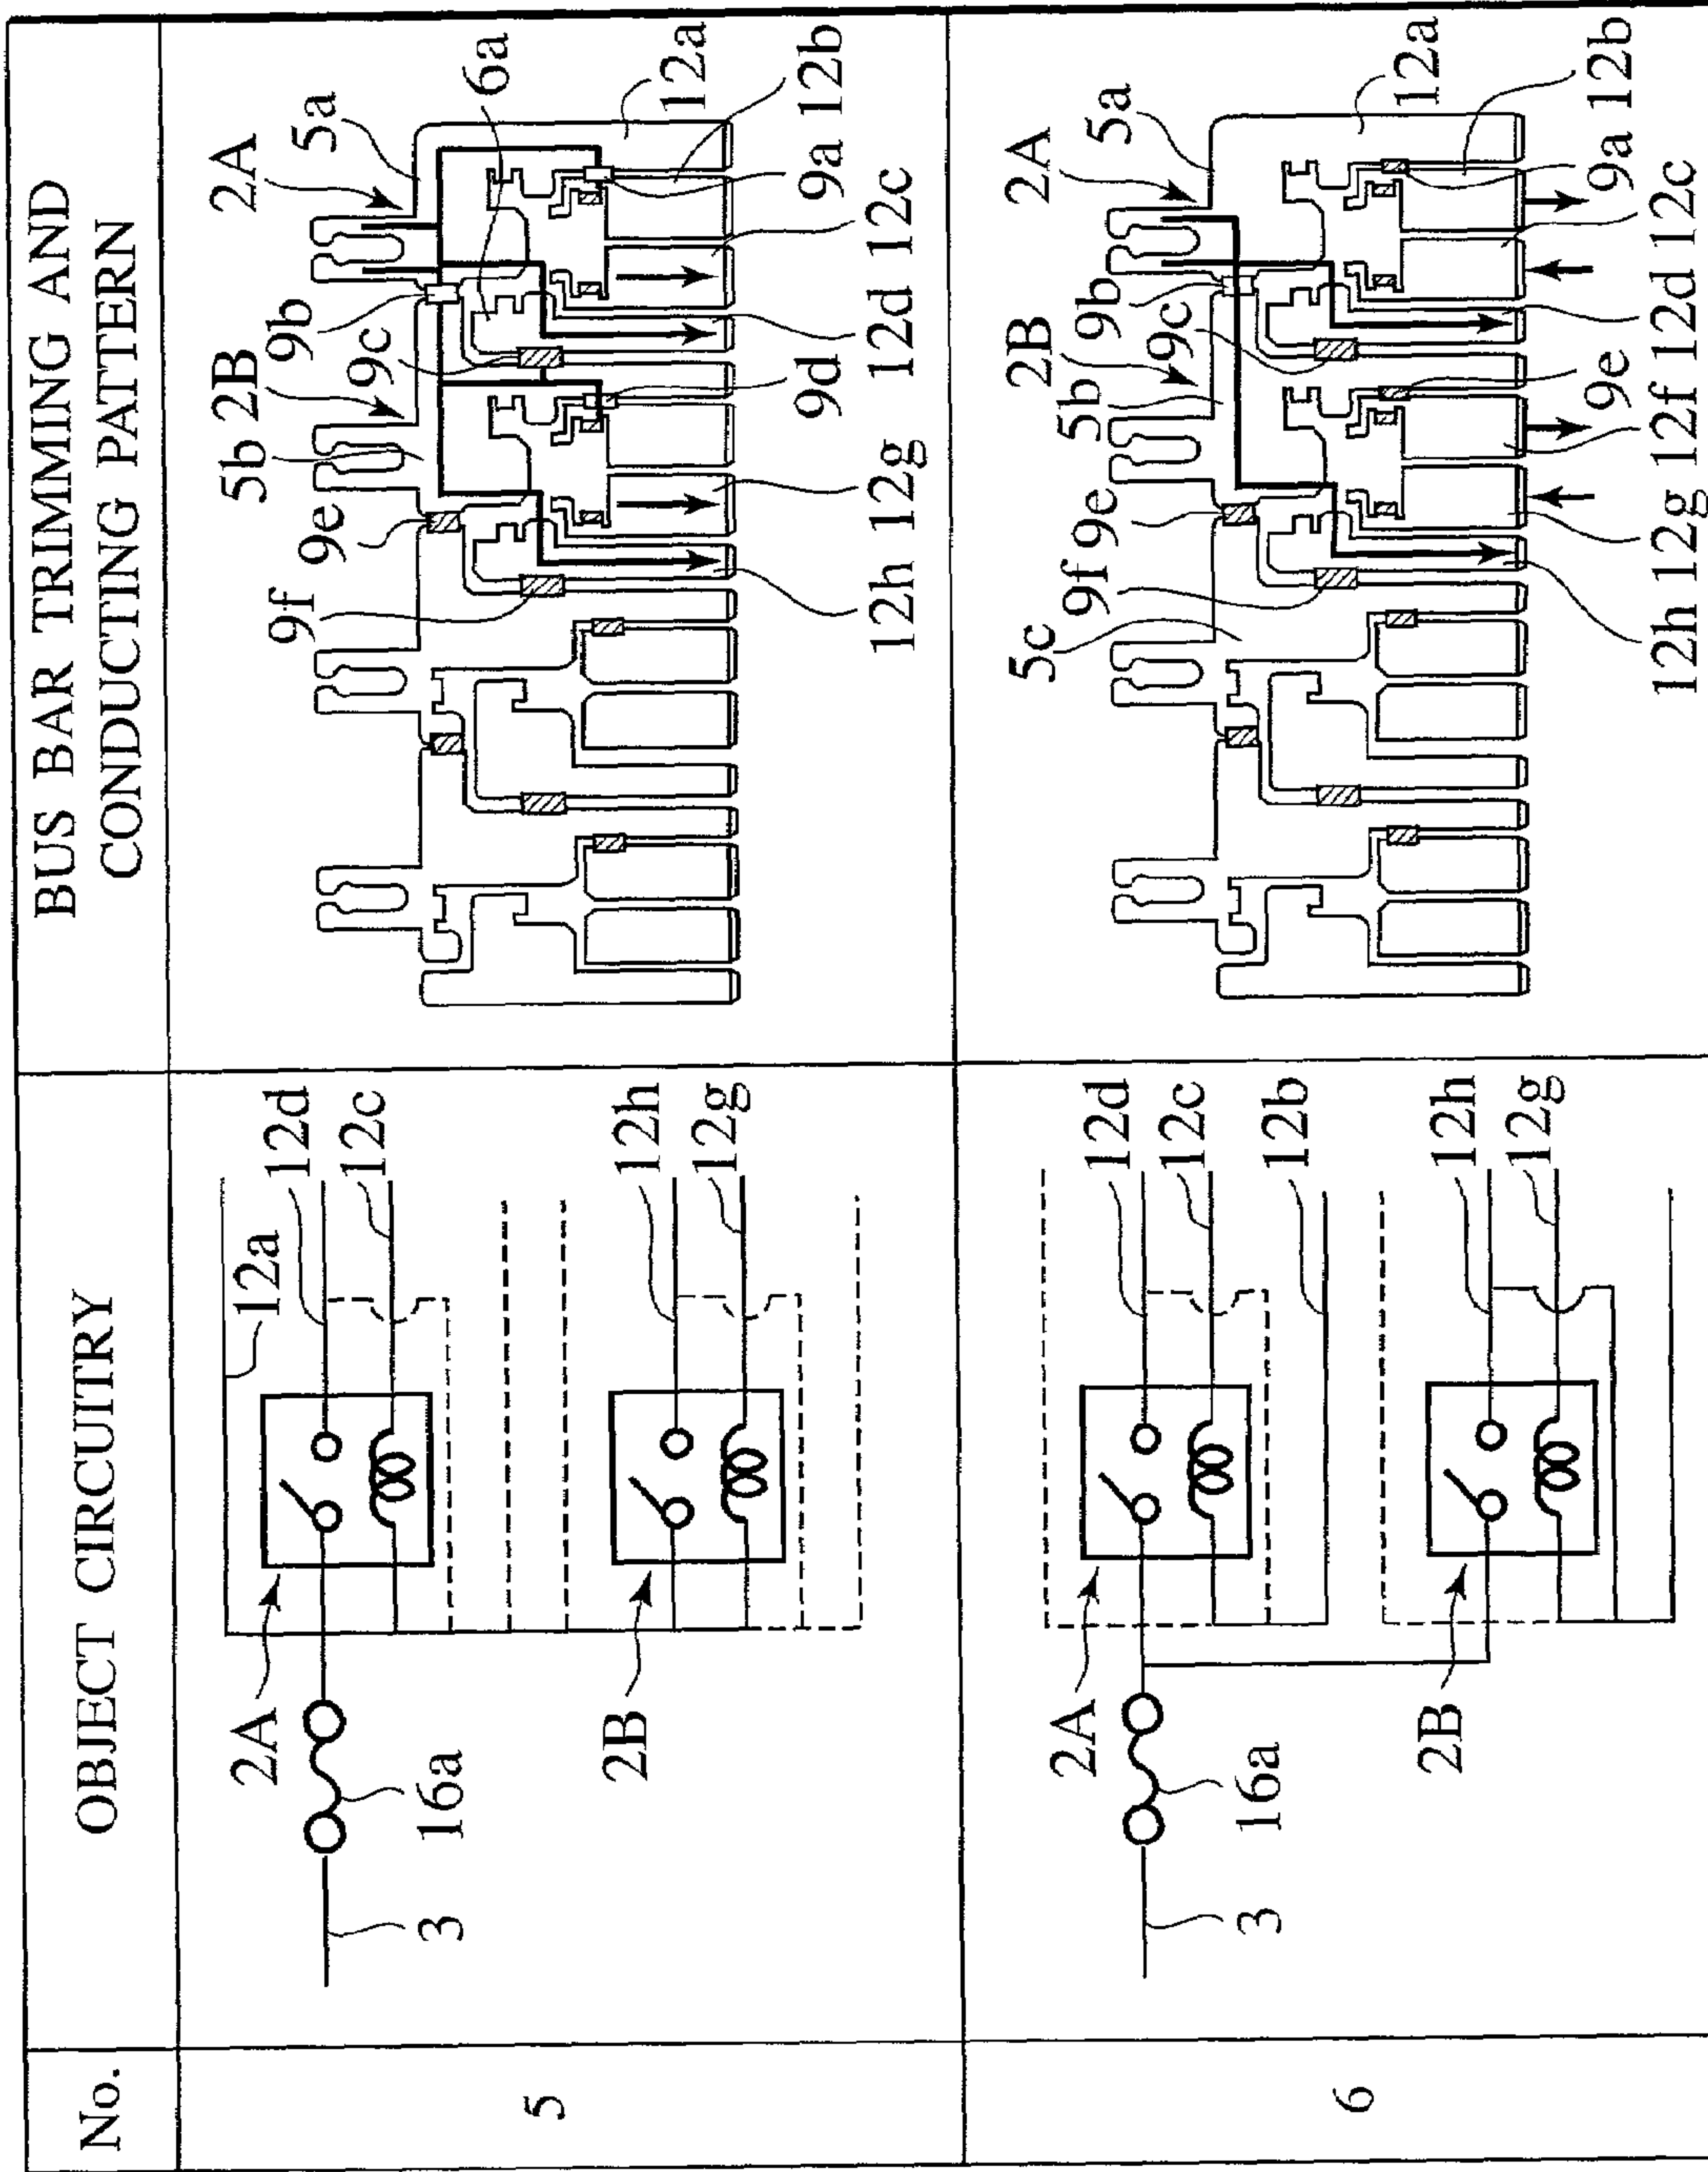 No.
OBJECT CIRCUITRY
BUS BAR TRIMMING AND
CONDUCTING PATTERN
5
3
16a
2A
2B
12a
12d
12c
12h
12g
2A
5a
6a
12a
12b
9a
12c
12d
9d
12g
12h
9b
9c
2B
5b
9e
9f
6
3
16a
2A
2B
12d
12c
12b
12h
12g
2A
5a
12a
12b
9a
12c
12d
9e
12f
12g
12h
9b
9c
2B
5b
9e
9f
5c